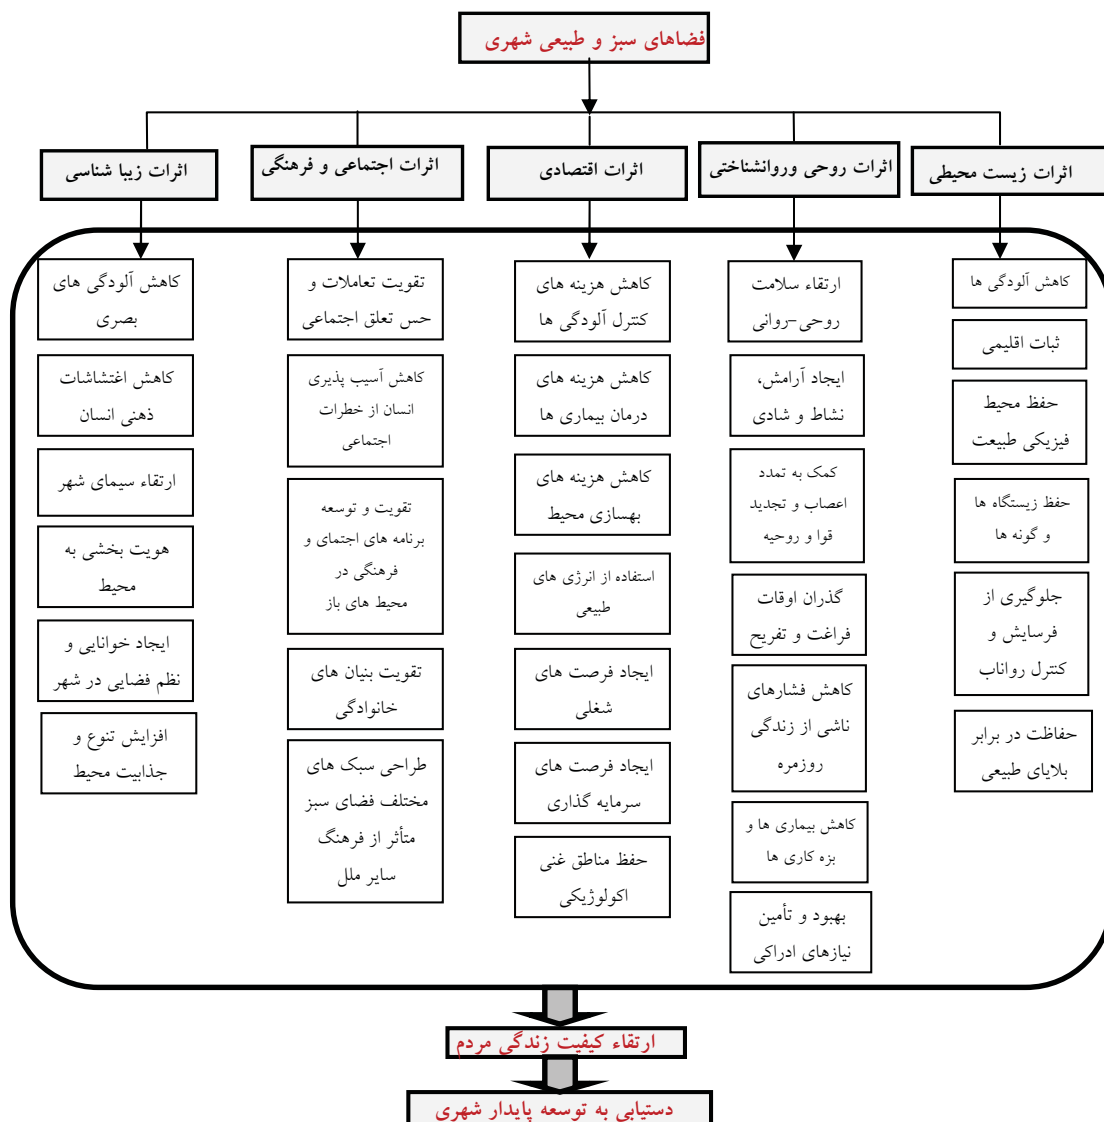 فضاهای سبز و طبیعی شهری
اثرات زیست محیطی
اثرات روحی وروانشناختی
اثرات اقتصادی
اثرات اجتماعی و فرهنگی
اثرات زیبا شناسی
کاهش آلودگی ها
ثبات اقلیمی
حفظ محیط
فیزیکی طبیعت
حفظ زیستگاه ها
و گونه ها
جلوگیری از
فرسایش و
کنترل رواناب
حفاظت در برابر
بلایای طبیعی
ارتقاء سلامت
روحی-روانی
ایجاد آرامش،
نشاط و شادی
کمک به تمدد
اعصاب و تجدید
قوا و روحیه
گذران اوقات
فراغت و تفریح
کاهش فشارهای
ناشی از زندگی
روزمره
کاهش بیماری ها و
بزه کاری ها
بهبود و تأمین
نیازهای ادراکی
کاهش هزینه های
کنترل آلودگی ها
کاهش هزینه های
درمان بیماری ها
کاهش هزینه های
بهسازی محیط
استفاده از انرژی های
طبیعی
ایجاد فرصت های
شغلی
ایجاد فرصت های
سرمایه گذاری
حفظ مناطق غنی
اکولوژیکی
تقویت تعاملات و
حس تعلق اجتماعی
کاهش آسیب پذیری
انسان از خطرات
اجتماعی
تقویت و توسعه
برنامه های اجتمای و
فرهنگی در
محیط های باز
تقویت بنیان های
خانوادگی
طراحی سبک های
مختلف فضای سبز
متأثر از فرهنگ
سایر ملل
کاهش آلودگی های
بصری
کاهش اغتشاشات
ذهنی انسان
ارتقاء سیمای شهر
هویت بخشی به
محیط
ایجاد خوانایی و
نظم فضایی در شهر
افزایش تنوع و
جذابیت محیط
ارتقاء کیفیت زندگی مردم
دستیابی به توسعه پایدار شهری